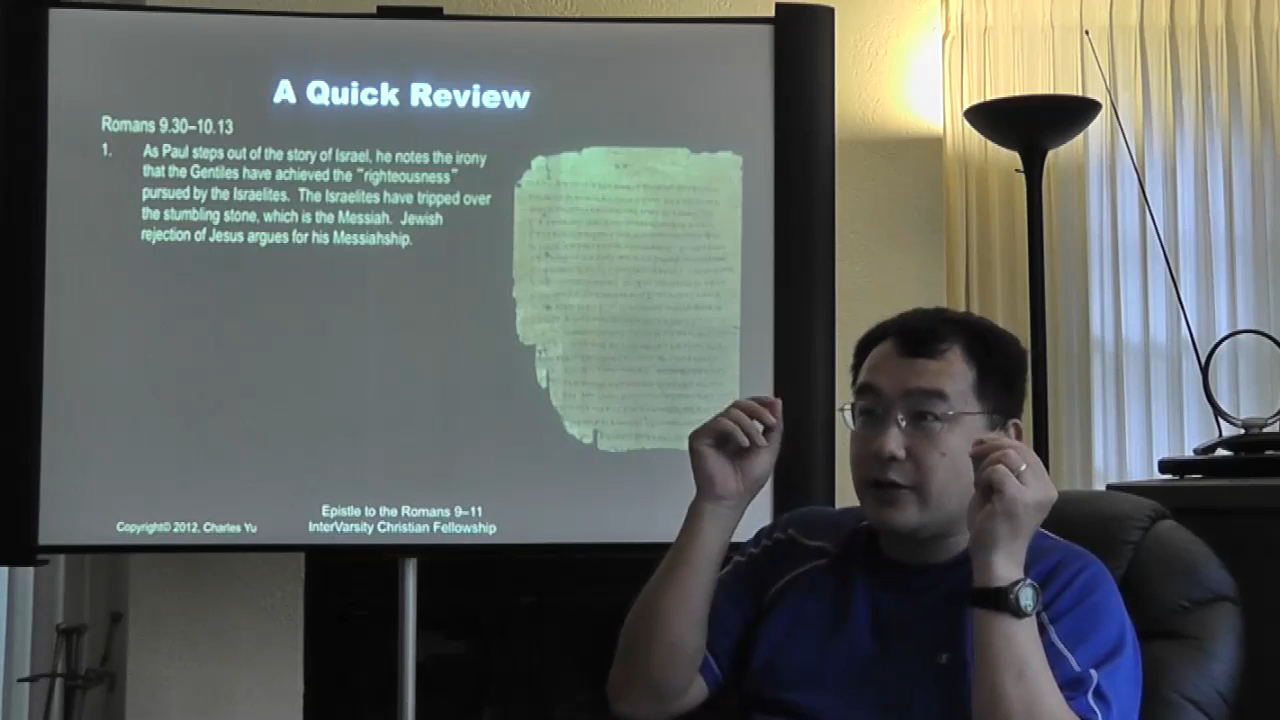 A Quick Review
Romans 9.30–10.13
1. As Paul steps out of the story of Israel, he notes the irony
that the Gentiles have achieved the "righteousness"
pursued by the Israelites. The Israelites have tripped over
the stumbling stone, which is the Messiah. Jewish
rejection of Jesus argues for his Messiahship.
Epistle to the Romans 9–11
Copyright© 2012, Charles Yu
InterVarsity Christian Fellowship